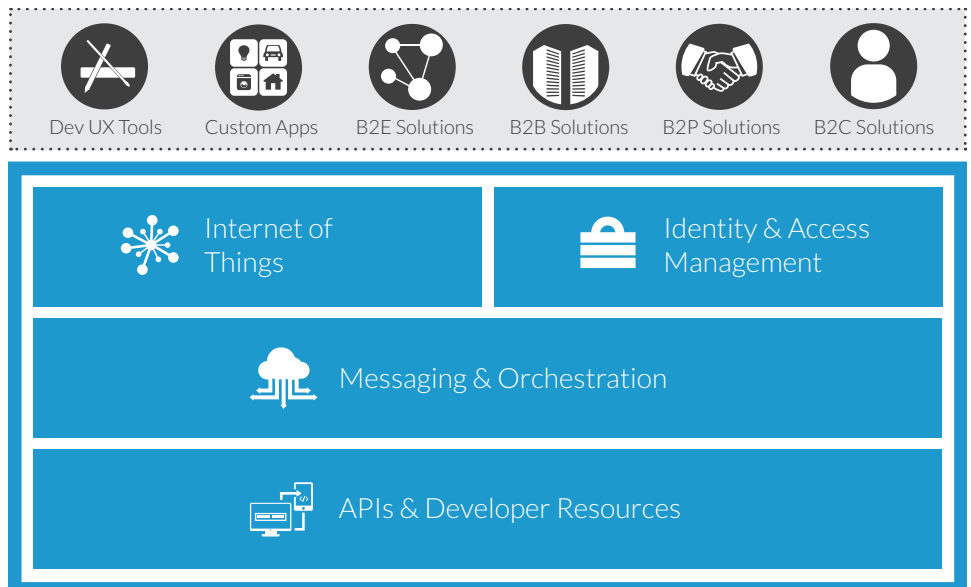 Dev UX Tools
Custom Apps
B2E Solutions
B2B Solutions
B2P Solutions
B2C Solutions
Internet of
Things
Identity & Access
Management
Messaging & Orchestration
APIs & Developer Resources